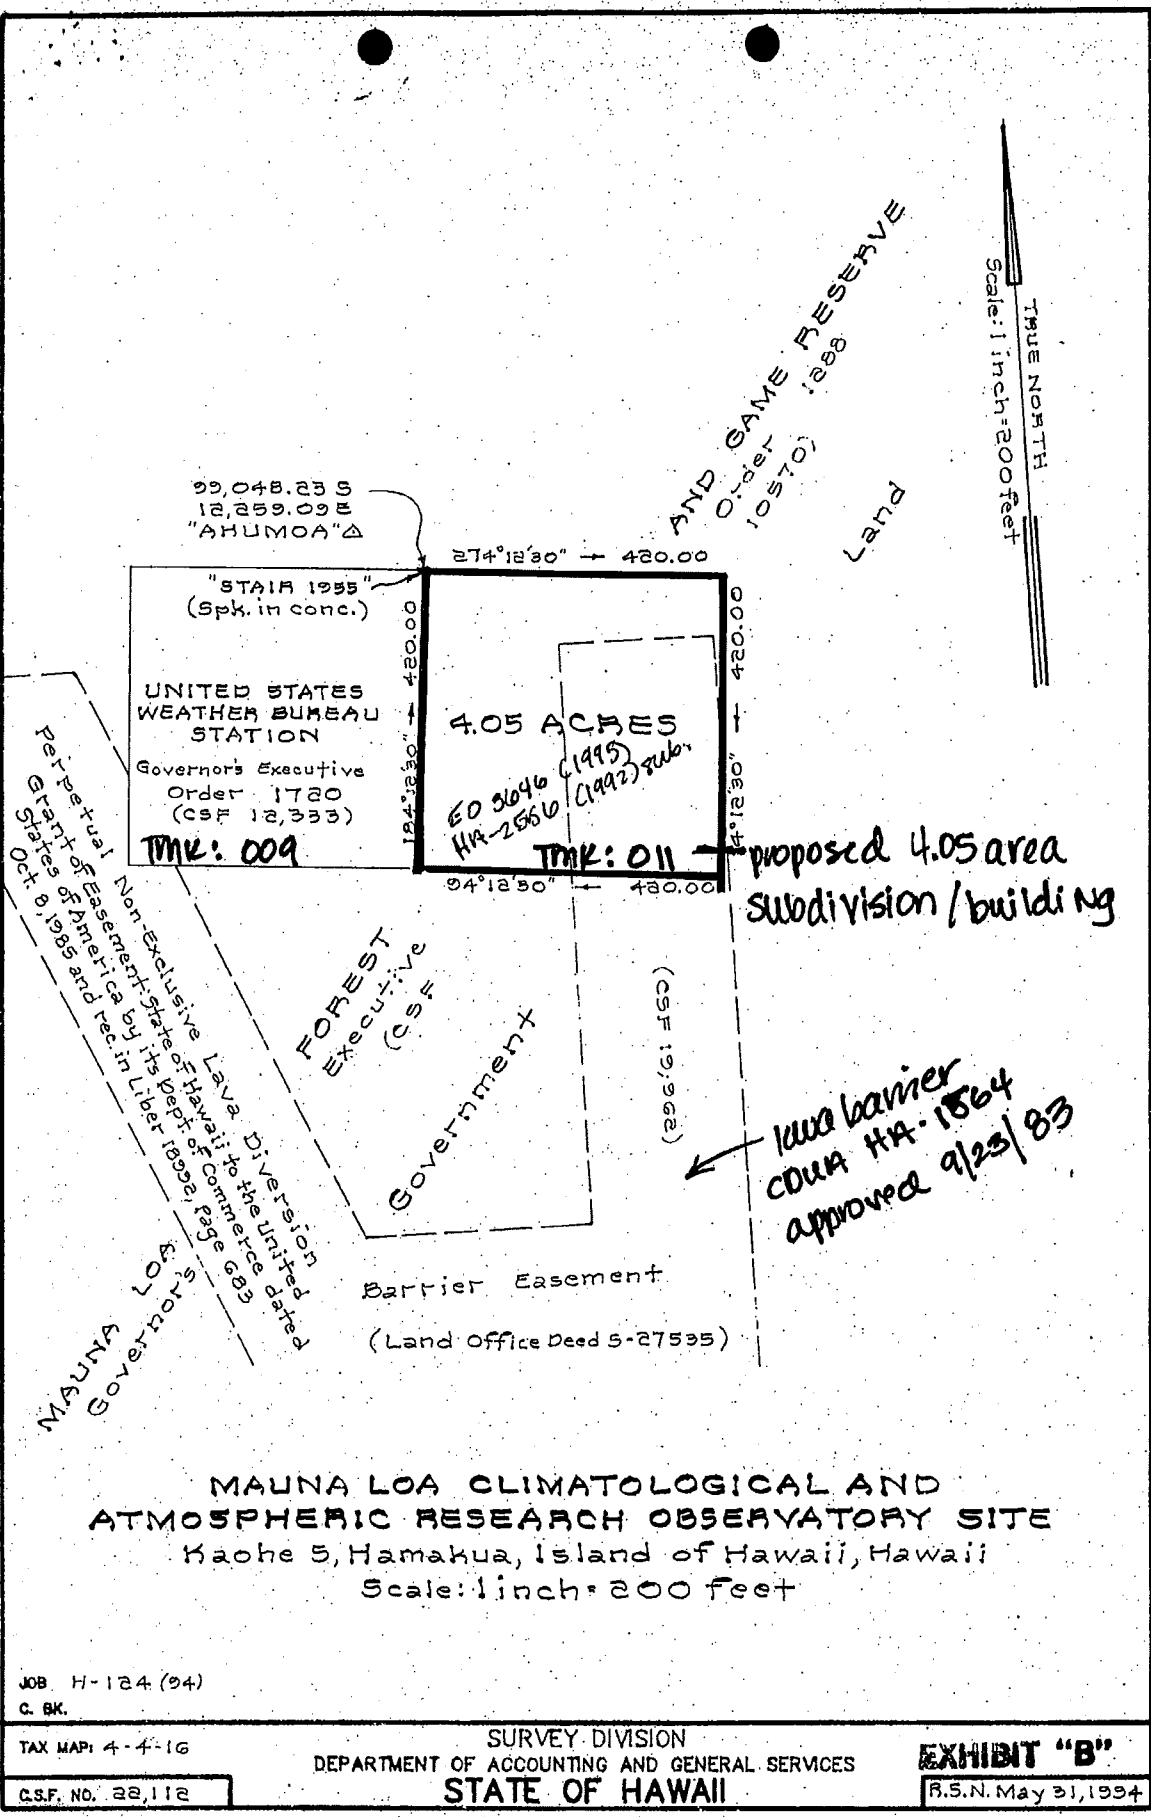 TRUE NORTH
Scale: 1 inch=200feet
AND GAME RESERVE
Order 1288
10570)
Land
99,048.23 S
12,259.09 E
"AHUMOA"
274°12'30" → 420.00
"STAIR 1955"
(Spk. in conc.)
184°12'30" → 420.00
420.00
4°12'30"
UNITED STATES
WEATHER BUREAU
STATION
Governor's Executive
Order 1720
(CSF 12,333)
TMK: 009
4.05 ACRES
EO 3646 (1995)
HA-2556 (1992) sub.
TMK: 011
proposed 4.05 area
subdivision/building
94°12'30" ← 420.00
Perpetual Non-Exclusive Lava Diversion
Grant of Easement: State of Hawaii to the United
States of America by its Dept. of Commerce dated
Oct. 8, 1985 and rec. in Liber 18992, Page 683
FOREST
Executive
(CSF
Government
(CSF 19,962)
lava barrier
CDUA HA-1564
approved 9/23/83
Barrier Easement
(Land Office Deed S-27535)
MAUNA LOA
Governor's
MAUNA LOA CLIMATOLOGICAL AND
ATMOSPHERIC RESEARCH OBSERVATORY SITE
Kaohe 5, Hamakua, Island of Hawaii, Hawaii
Scale: 1 inch = 200 feet
JOB H-124 (94)
C. BK.
TAX MAP: 4-4-16
C.S.F. NO. 22,112
SURVEY DIVISION
DEPARTMENT OF ACCOUNTING AND GENERAL SERVICES
STATE OF HAWAII
EXHIBIT "B"
R.S.N. May 31, 1994